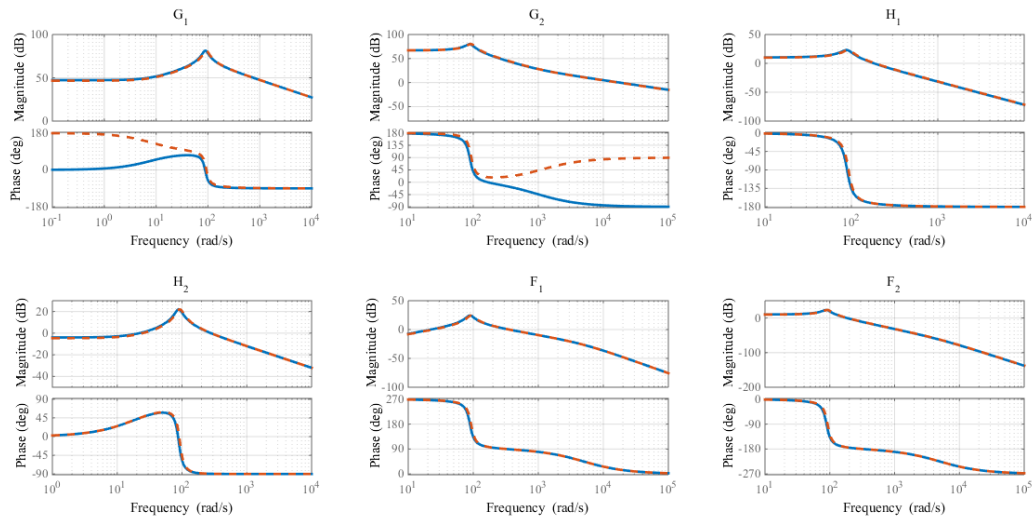 G1
Magnitude (dB)
100
50
0
Phase (deg)
180
0
-180
10^-1 10^0 10^1 10^2 10^3 10^4
Frequency (rad/s)
G2
Magnitude (dB)
100
50
0
-50
Phase (deg)
180
135
90
45
0
-45
-90
10^1 10^2 10^3 10^4 10^5
Frequency (rad/s)
H1
Magnitude (dB)
50
0
-50
-100
Phase (deg)
0
-45
-90
-135
-180
10^1 10^2 10^3 10^4
Frequency (rad/s)
H2
Magnitude (dB)
20
0
-20
-40
Phase (deg)
90
45
0
-45
-90
10^0 10^1 10^2 10^3 10^4
Frequency (rad/s)
F1
Magnitude (dB)
50
0
-50
-100
Phase (deg)
270
180
90
0
10^1 10^2 10^3 10^4 10^5
Frequency (rad/s)
F2
Magnitude (dB)
0
-100
-200
Phase (deg)
0
-90
-180
-270
10^1 10^2 10^3 10^4 10^5
Frequency (rad/s)